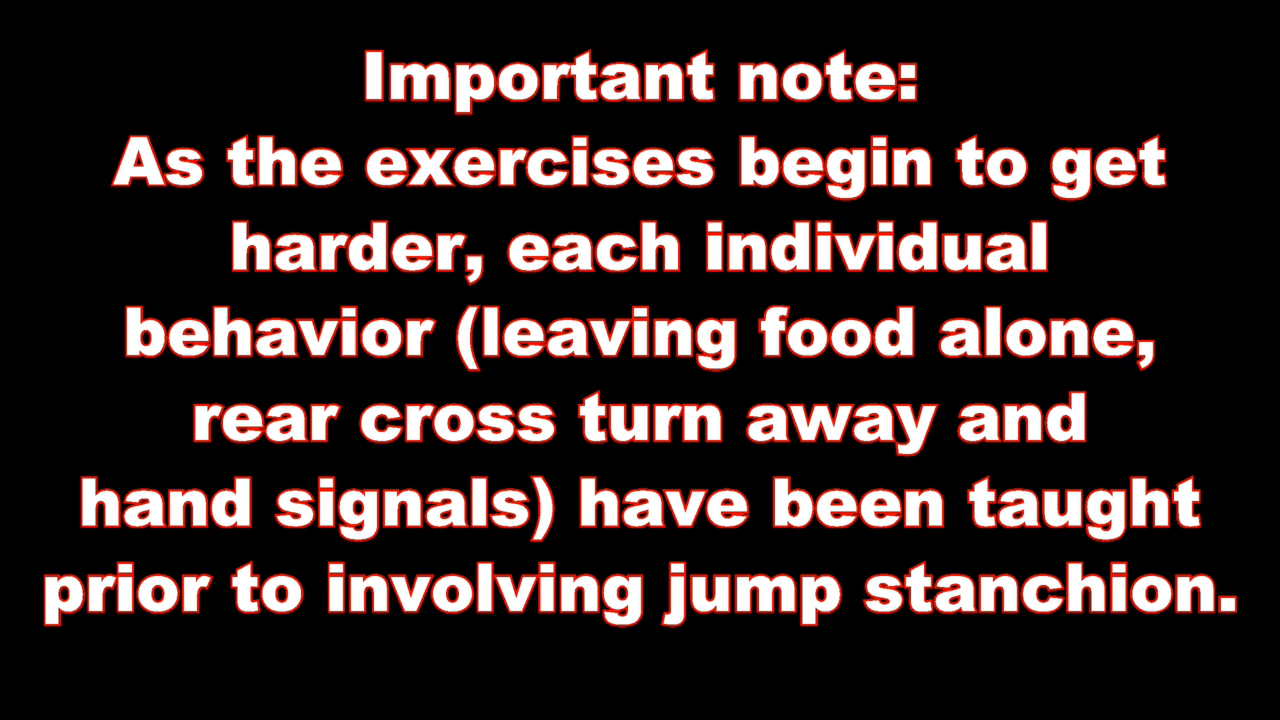 Important note:
As the exercises begin to get
harder, each individual
behavior (leaving food alone,
rear cross turn away and
hand signals) have been taught
prior to involving jump stanchion.